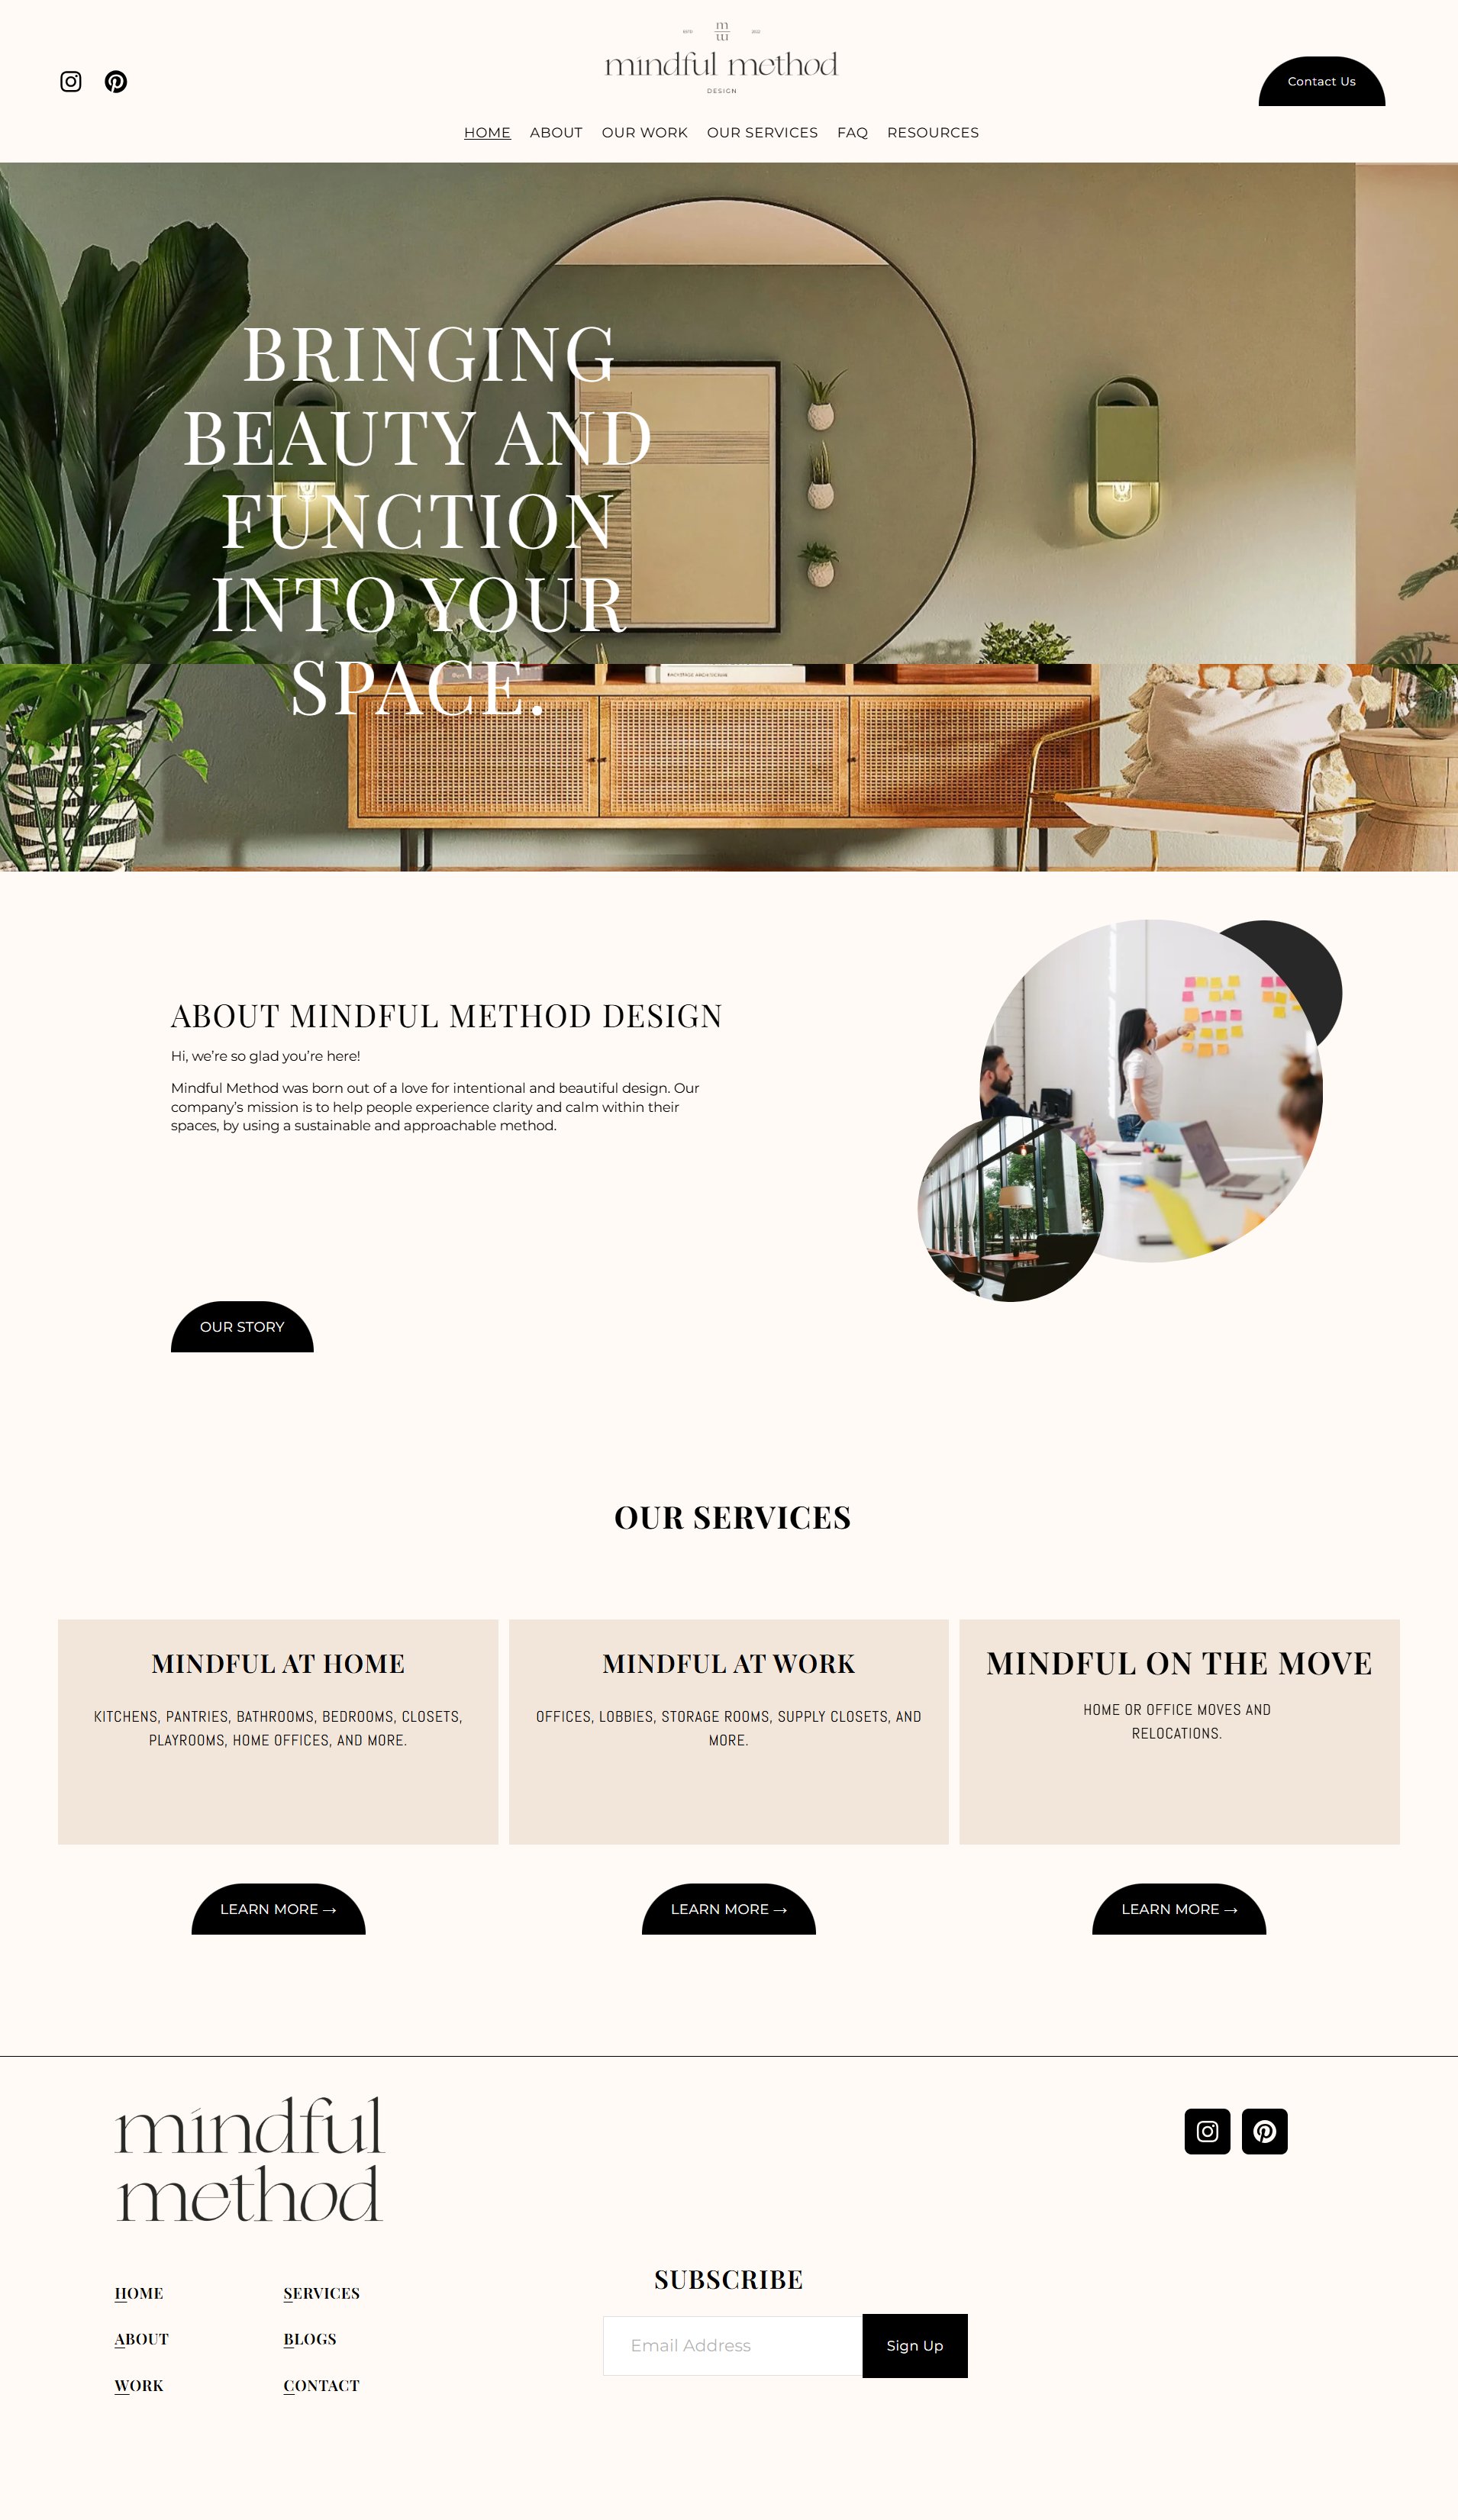 ESTD
2022
mindful method
DESIGN
Contact Us
HOME ABOUT OUR WORK OUR SERVICES FAQ RESOURCES
BRINGING
BEAUTY AND
FUNCTION
INTO YOUR
SPACE.
ABOUT MINDFUL METHOD DESIGN
Hi, we’re so glad you’re here!
Mindful Method was born out of a love for intentional and beautiful design. Our
company’s mission is to help people experience clarity and calm within their
spaces, by using a sustainable and approachable method.
OUR STORY
OUR SERVICES
MINDFUL AT HOME
KITCHENS, PANTRIES, BATHROOMS, BEDROOMS, CLOSETS,
PLAYROOMS, HOME OFFICES, AND MORE.
LEARN MORE →
MINDFUL AT WORK
OFFICES, LOBBIES, STORAGE ROOMS, SUPPLY CLOSETS, AND
MORE.
LEARN MORE →
MINDFUL ON THE MOVE
HOME OR OFFICE MOVES AND
RELOCATIONS.
LEARN MORE →
mindful
method
HOME
ABOUT
WORK
SERVICES
BLOGS
CONTACT
SUBSCRIBE
Email Address
Sign Up